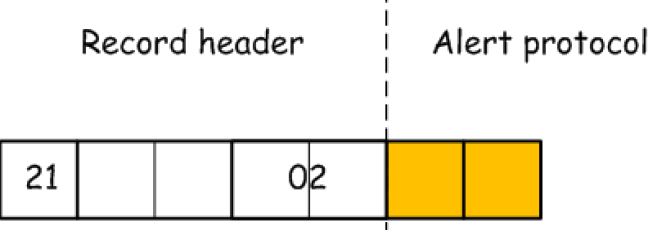 Record header
Alert protocol
21
02